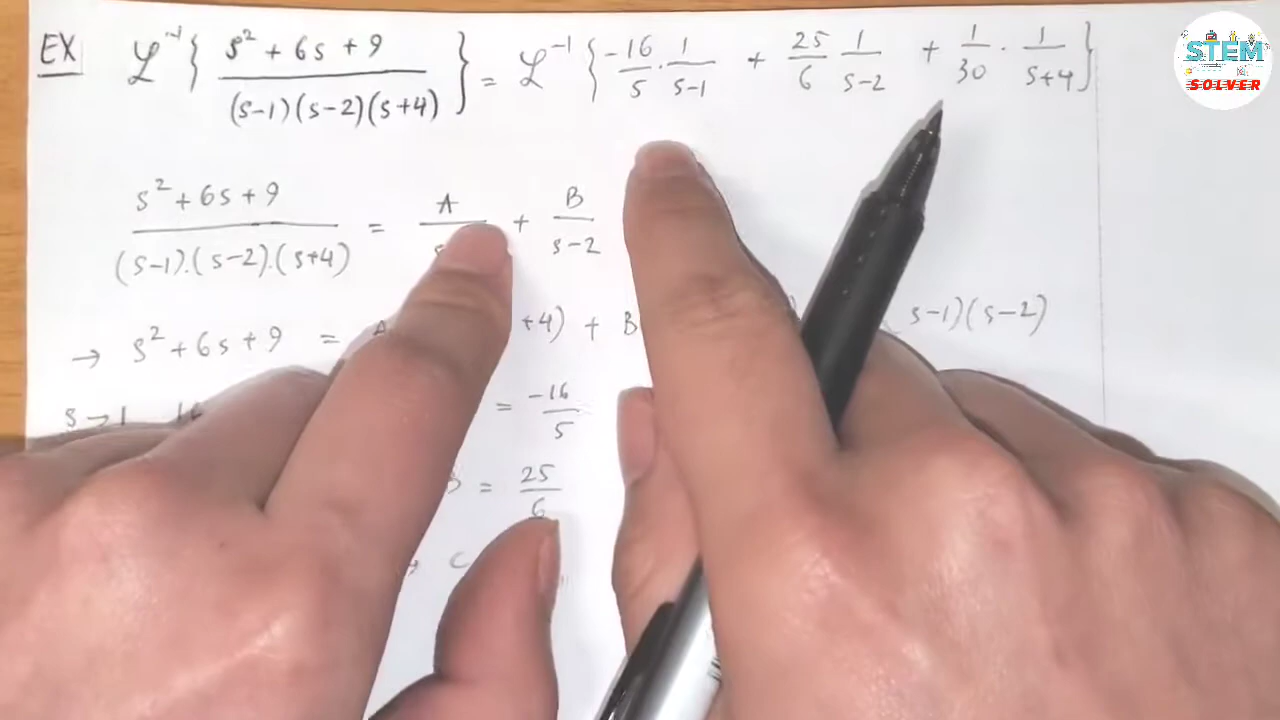 EX ℒ⁻¹{ (s² + 6s + 9) / ((s-1)(s-2)(s+4)) } = ℒ⁻¹{ -16/5 · 1/(s-1) + 25/6 1/(s-2) + 1/30 · 1/(s+4) }
STEM
SOLVER
(s² + 6s + 9) / ((s-1).(s-2).(s+4)) = A/s + B/(s-2)
→ s² + 6s + 9 = A +4) + B s-1)(s-2)
s → 1 16 = -16/5
B = 25/6
→ C